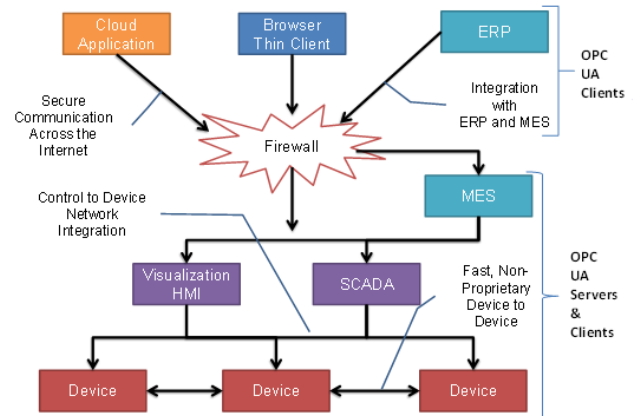 Cloud
Application
Browser
Thin Client
ERP
OPC
UA
Clients
Secure
Communication
Across the
Internet
Integration
with
ERP and MES
Firewall
Control to Device
Network
Integration
MES
Visualization
HMI
SCADA
Fast, Non-
Proprietary
Device to
Device
OPC
UA
Servers
&
Clients
Device
Device
Device